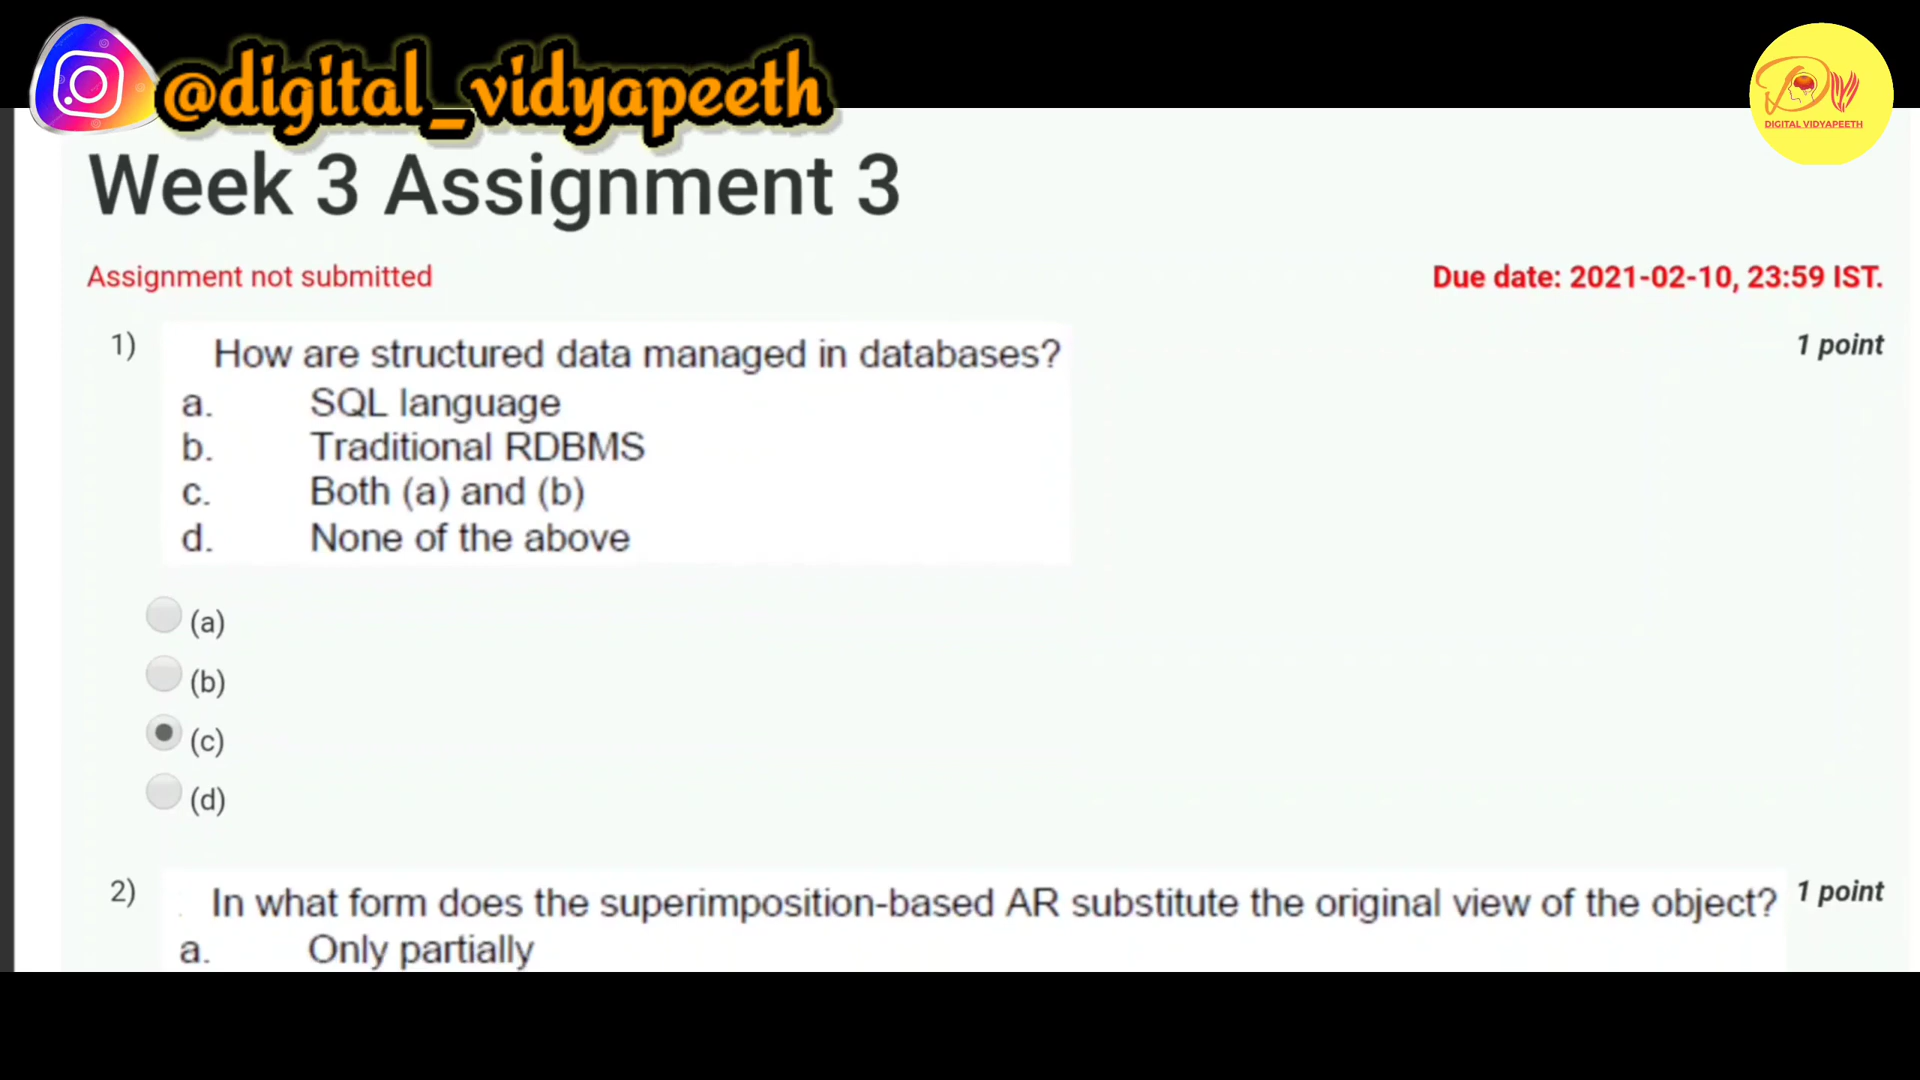 @digital_vidyapeeth
DIGITAL VIDYAPEETH
Week 3 Assignment 3
Assignment not submitted
Due date: 2021-02-10, 23:59 IST.
1) How are structured data managed in databases? 1 point
a. SQL language
b. Traditional RDBMS
c. Both (a) and (b)
d. None of the above
(a)
(b)
(c)
(d)
2) In what form does the superimposition-based AR substitute the original view of the object? 1 point
a. Only partially